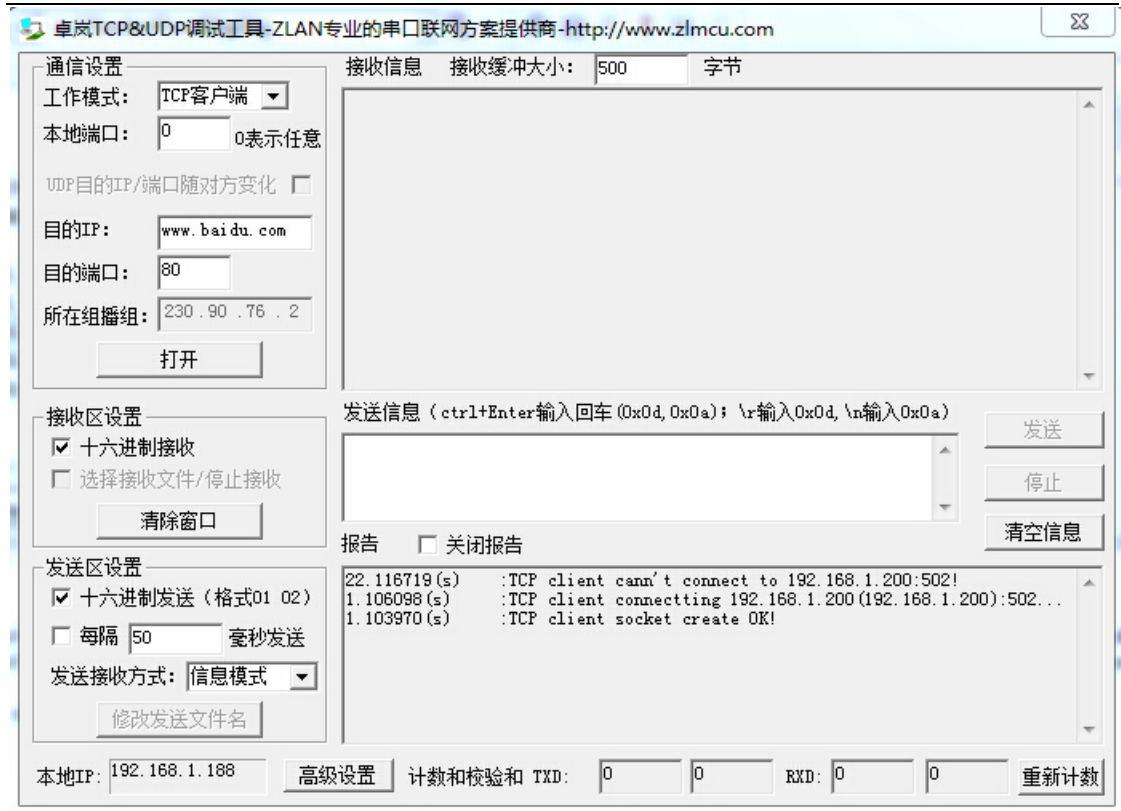 卓岚TCP&UDP调试工具-ZLAN专业的串口联网方案提供商-http://www.zlmcu.com
通信设置
工作模式： TCP客户端
本地端口： 0 0表示任意
UDP目的IP/端口随对方变化
目的IP： www.baidu.com
目的端口： 80
所在组播组： 230 .90 .76 . 2
打开
接收区设置
十六进制接收
选择接收文件/停止接收
清除窗口
发送区设置
十六进制发送（格式01 02）
每隔 50 毫秒发送
发送接收方式： 信息模式
修改发送文件名
接收信息 接收缓冲大小： 500 字节
发送信息（ctrl+Enter输入回车(0x0d,0x0a)；\r输入0x0d,\n输入0x0a）
发送
停止
清空信息
报告 关闭报告
22.116719(s) :TCP client cann't connect to 192.168.1.200:502!
1.106098(s) :TCP client connectting 192.168.1.200(192.168.1.200):502...
1.103970(s) :TCP client socket create OK!
本地IP: 192.168.1.188 高级设置 计数和校验和 TXD: 0 0 RXD: 0 0 重新计数